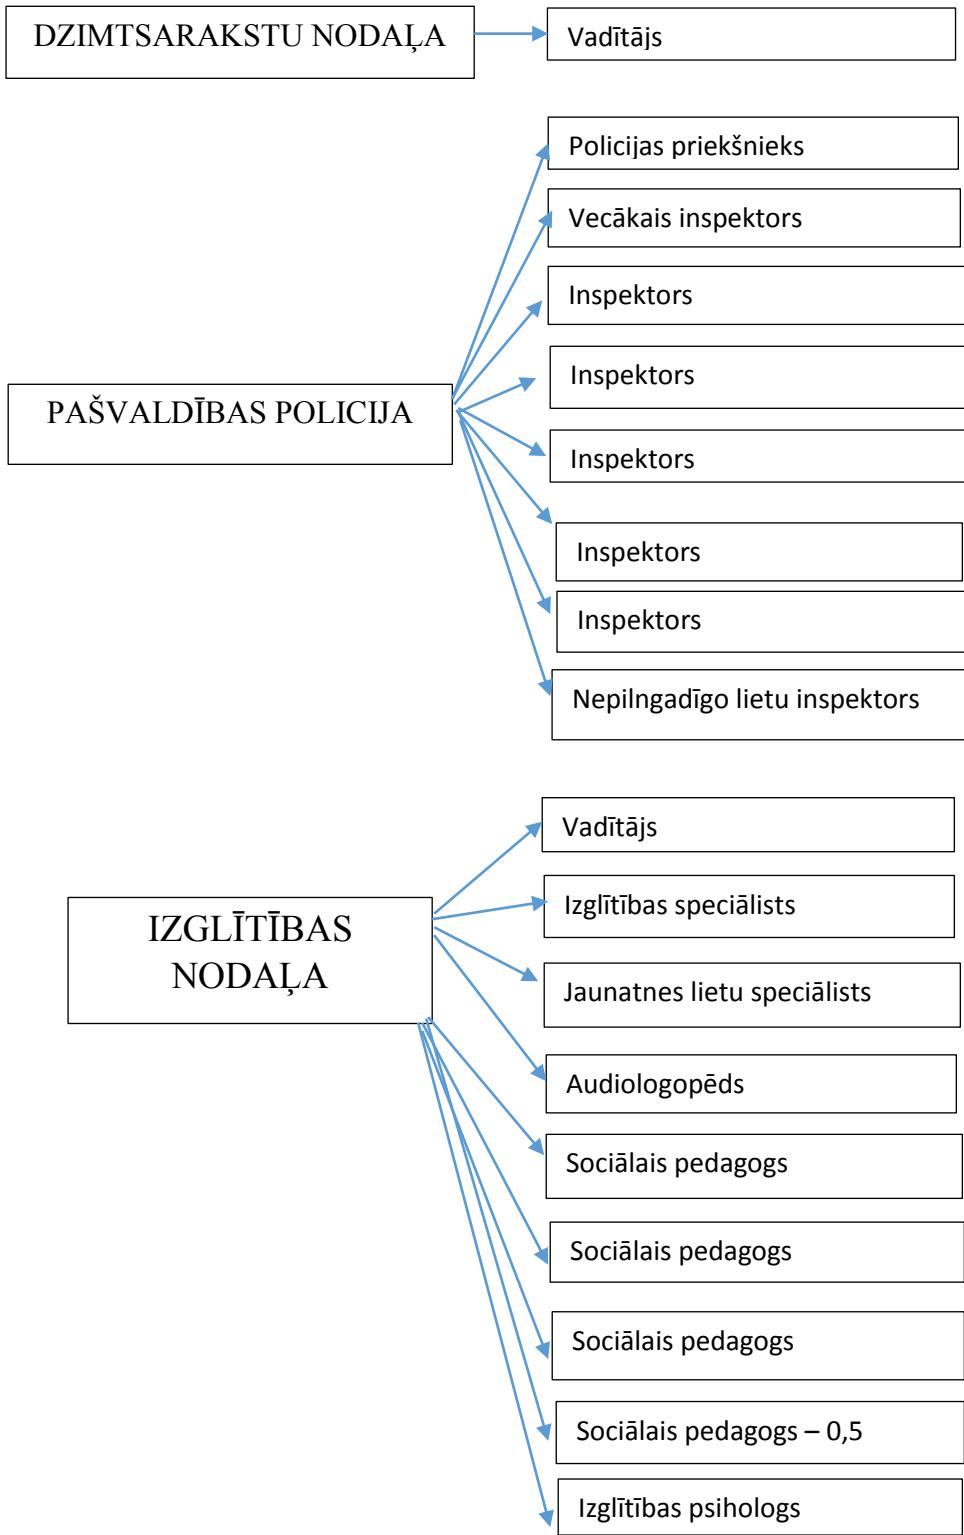 DZIMTSARAKSTU NODAĻA
Vadītājs
Policijas priekšnieks
Vecākais inspektors
Inspektors
Inspektors
PAŠVALDĪBAS POLICIJA
Inspektors
Inspektors
Inspektors
Nepilngadīgo lietu inspektors
Vadītājs
Izglītības speciālists
IZGLĪTĪBAS
NODAĻA
Jaunatnes lietu speciālists
Audiologopēds
Sociālais pedagogs
Sociālais pedagogs
Sociālais pedagogs
Sociālais pedagogs – 0,5
Izglītības psihologs